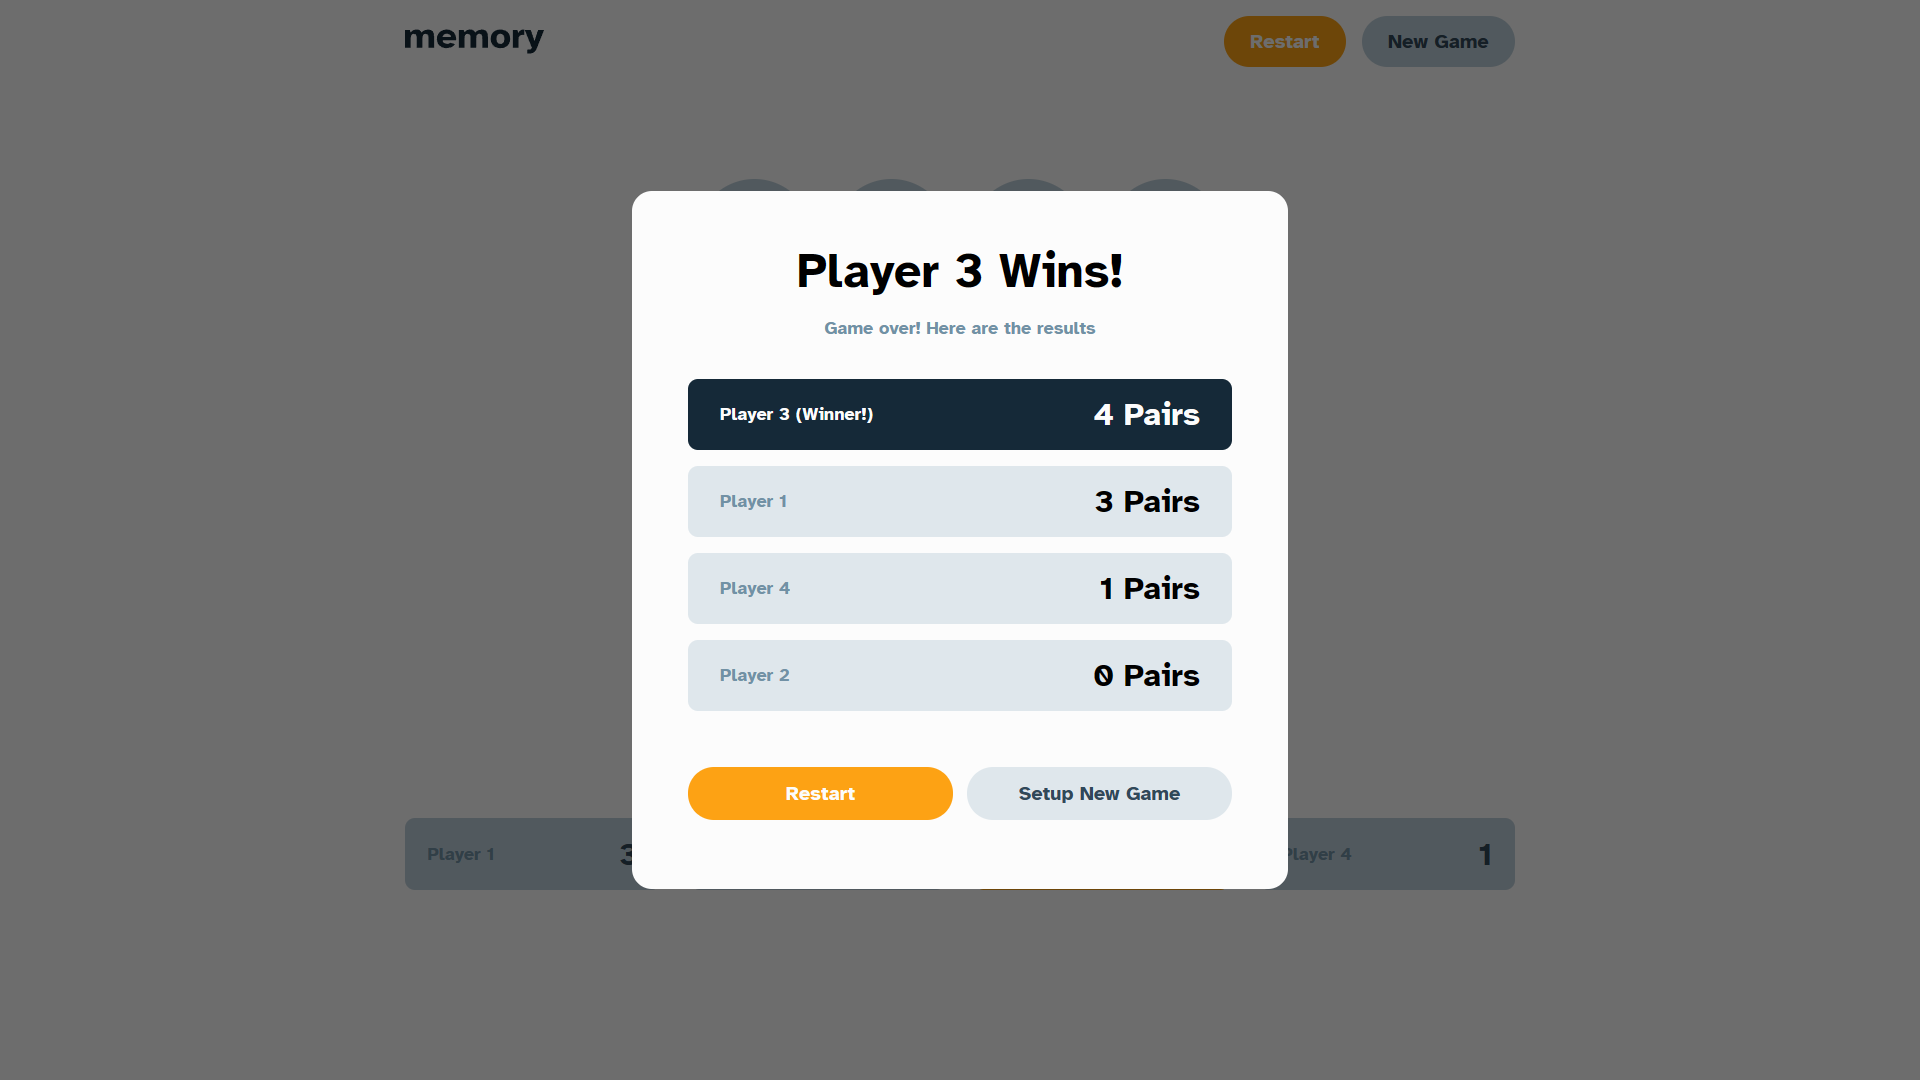 memory
Restart
New Game
Player 3 Wins!
Game over! Here are the results
Player 3 (Winner!)
4 Pairs
Player 1
3 Pairs
Player 4
1 Pairs
Player 2
0 Pairs
Restart
Setup New Game
Player 1
3
Player 4
1